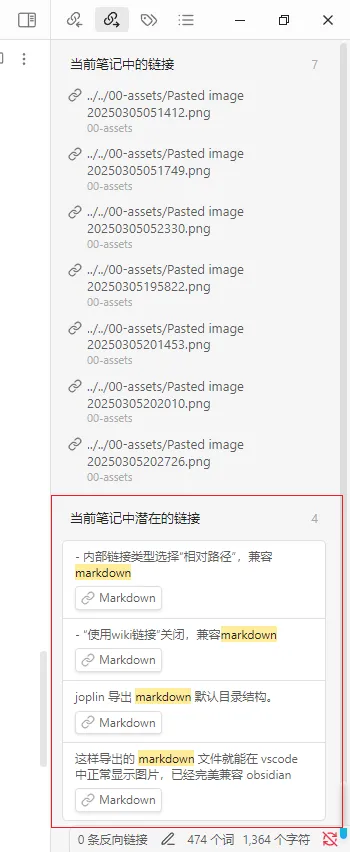 当前笔记中的链接 7
../../00-assets/Pasted image
20250305051412.png
00-assets
../../00-assets/Pasted image
20250305051749.png
00-assets
../../00-assets/Pasted image
20250305052330.png
00-assets
../../00-assets/Pasted image
20250305195822.png
00-assets
../../00-assets/Pasted image
20250305201453.png
00-assets
../../00-assets/Pasted image
20250305202010.png
00-assets
../../00-assets/Pasted image
20250305202726.png
00-assets
当前笔记中潜在的链接 4
- 内部链接类型选择“相对路径”，兼容
markdown
Markdown
- “使用wiki链接”关闭，兼容markdown
Markdown
joplin 导出 markdown 默认目录结构。
Markdown
这样导出的 markdown 文件就能在 vscode
中正常显示图片，已经完美兼容 obsidian
Markdown
0 条反向链接 474 个词 1,364 个字符